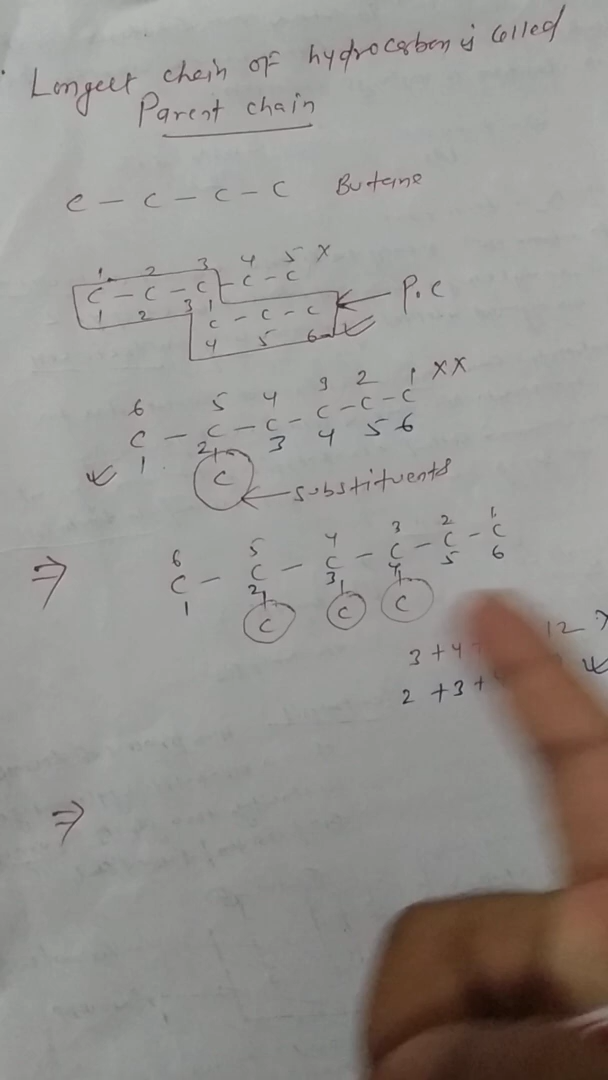 Longest chain of hydrocarbon is called
Parent chain
C - C - C - C Butane
1 2 3 4 5 X
C - C - C - C - C
1 2 3
C - C - C P.C
4 5 6
6 5 4 3 2 1 XX
C - C - C - C - C - C
1 2 3 4 5 6
C substituents
⇒ 6 5 4 3 2 1
C - C - C - C - C - C
1 2 3 4 5 6
C C C
3 + 4 12 X
2 + 3 +
⇒